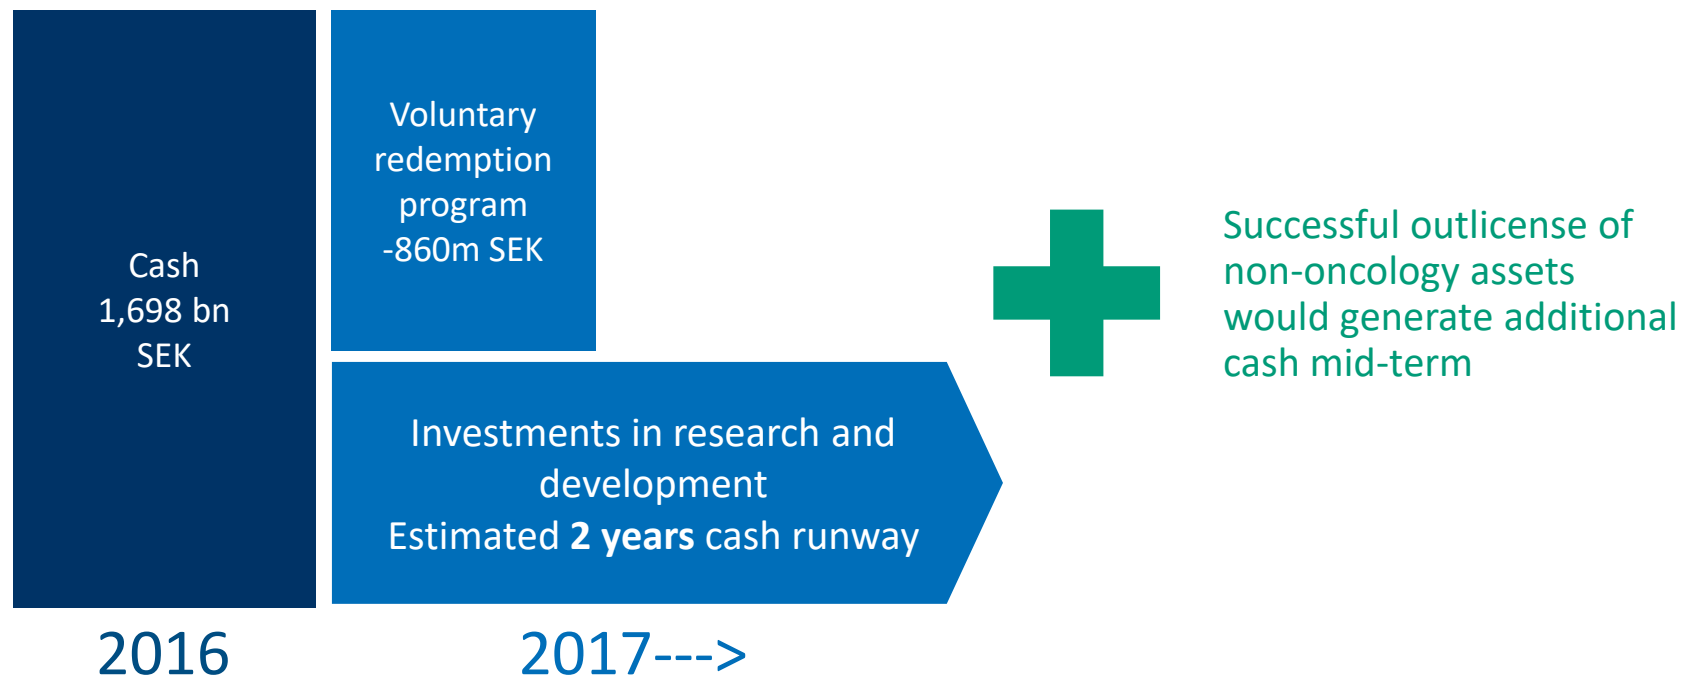 Cash
1,698 bn
SEK
Voluntary
redemption
program
-860m SEK
Investments in research and
development
Estimated 2 years cash runway
Successful outlicense of
non-oncology assets
would generate additional
cash mid-term
2016
2017--->